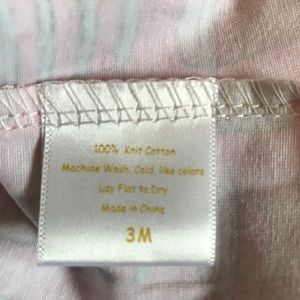 100% Knit Cotton
Machine Wash, Cold, like colors
Lay Flat to Dry
Made in China
3M